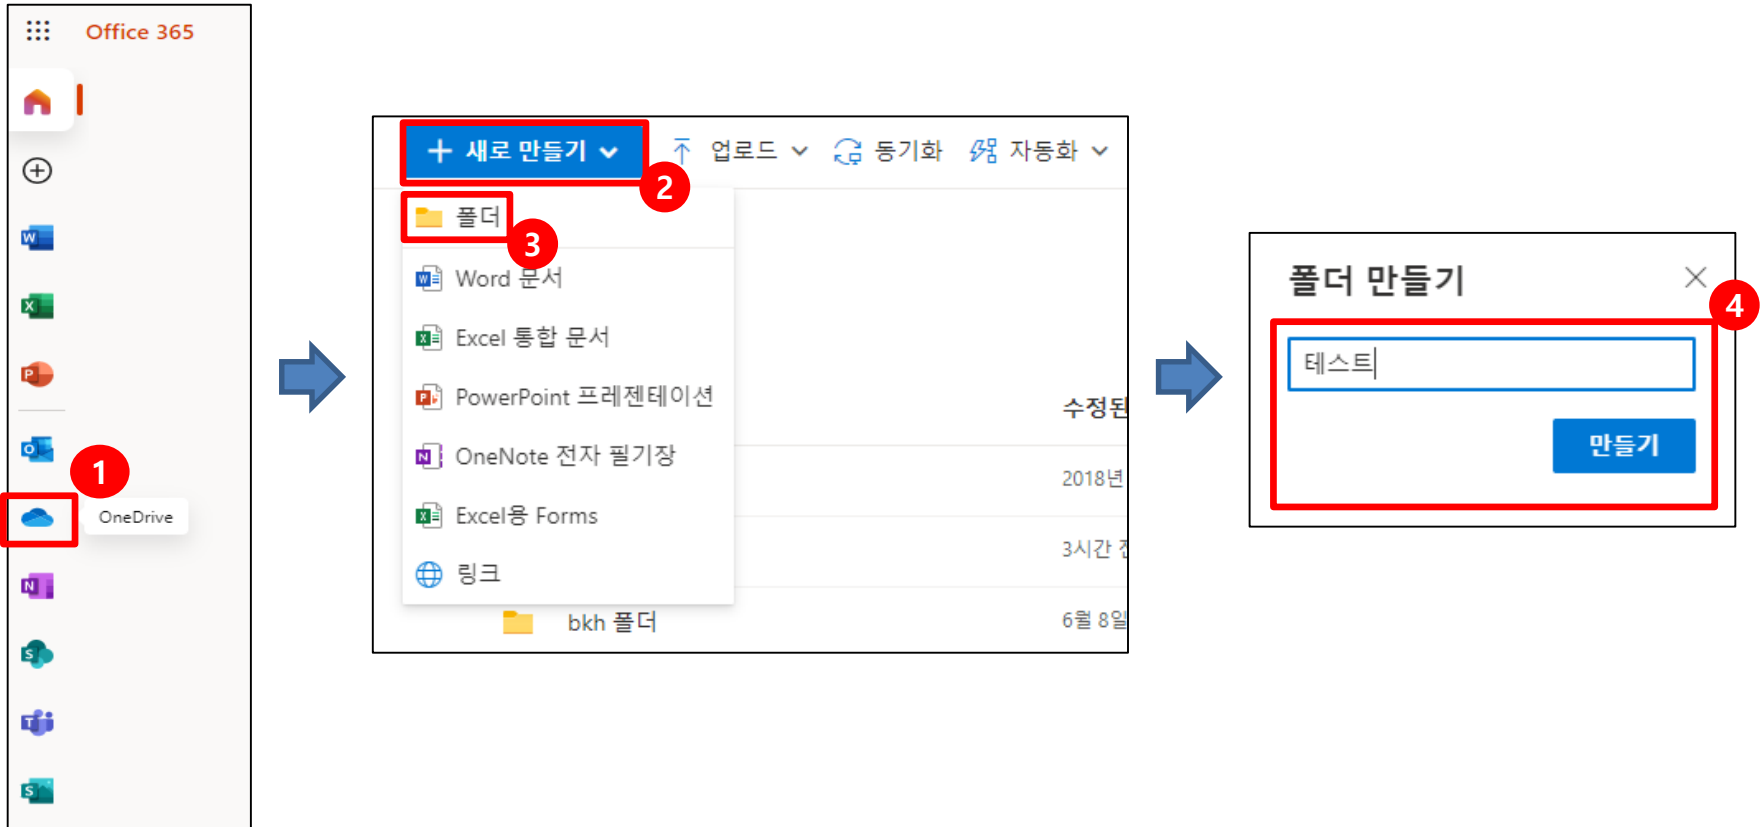 Office 365
1
OneDrive
새로 만들기
업로드
동기화
자동화
2
폴더
3
Word 문서
Excel 통합 문서
PowerPoint 프레젠테이션
OneNote 전자 필기장
Excel용 Forms
링크
bkh 폴더
수정된
2018년
3시간 전
6월 8일
폴더 만들기
4
테스트
만들기